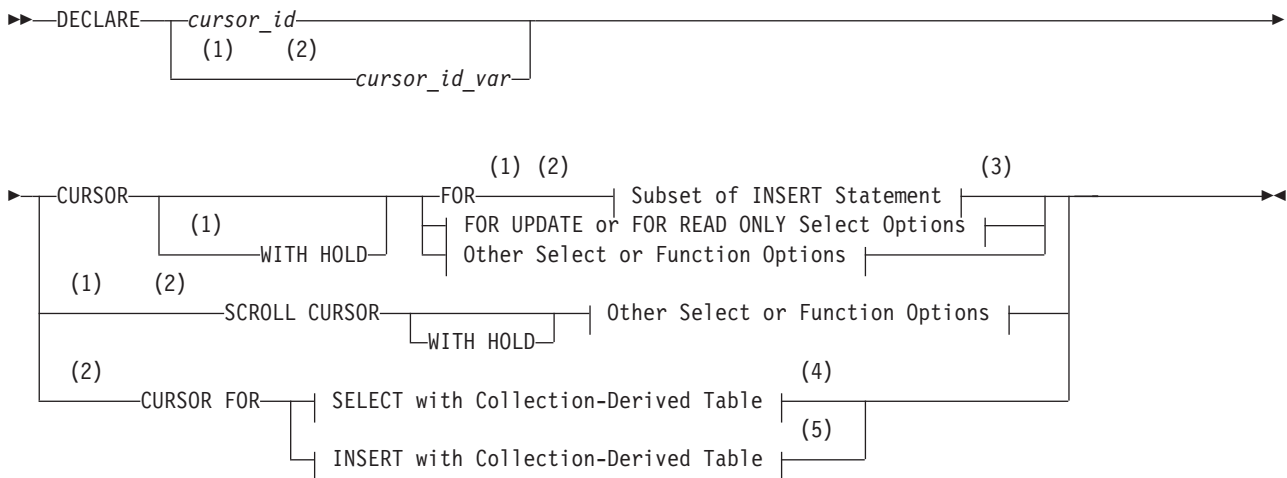 DECLARE cursor_id
(1) (2)
cursor_id_var
(1) (2) (3)
CURSOR FOR Subset of INSERT Statement
(1) FOR UPDATE or FOR READ ONLY Select Options
WITH HOLD Other Select or Function Options
(1) (2)
SCROLL CURSOR Other Select or Function Options
WITH HOLD
(2) (4)
CURSOR FOR SELECT with Collection-Derived Table
(5)
INSERT with Collection-Derived Table